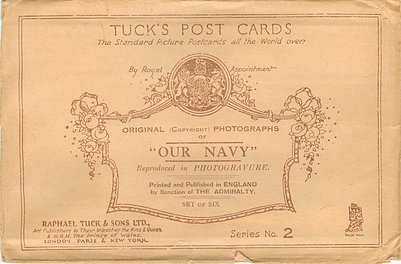 TUCK'S POST CARDS
The Standard Picture Postcards all the World over!
By Royal Appointment
ORIGINAL (COPYRIGHT) PHOTOGRAPHS
OF
"OUR NAVY"
Reproduced in PHOTOGRAVURE.
Printed and Published in ENGLAND
by Sanction of THE ADMIRALTY.
SET OF SIX
RAPHAEL TUCK & SONS LTD.,
Art Publishers to Their Majesties the King & Queen
& H.R.H. The Prince of Wales.
LONDON PARIS & NEW YORK.
Series No. 2